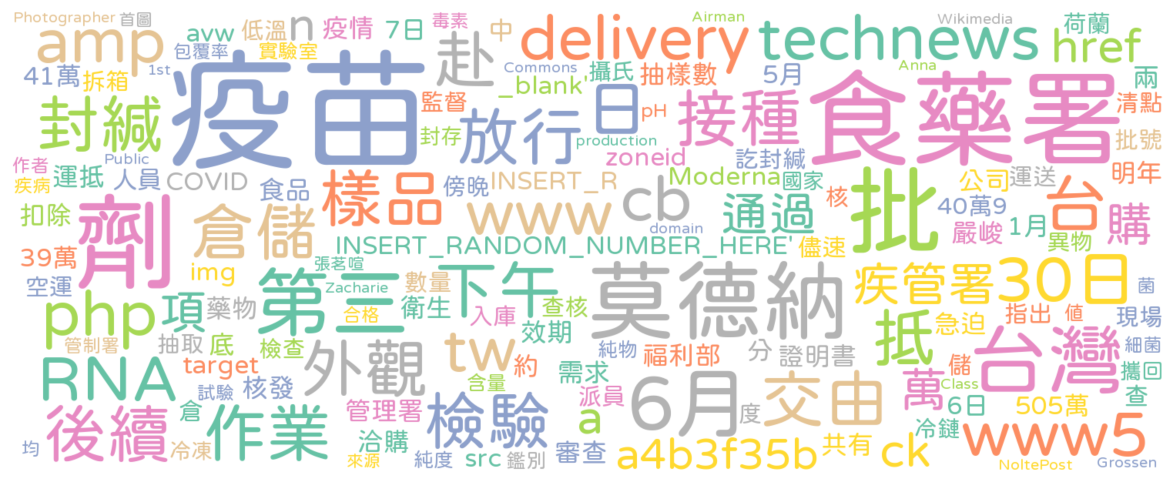 Photographer 首圖
amp
avw
n
低溫
疫情
毒素
7日
中
赴
delivery
Airman
technews
Wikimedia
href
荷蘭
包覆率
實驗室
41萬
拆箱
1st
疫苗
Commons
_blank'
攝氏
抽樣數
Anna
5月
兩
封緘
監督
pH
日
接種
食藥署
清點
封存
放行
production
批號
作者
Public
疾病
運抵
人員
COVID
食品
傍晚
INSERT_R
zoneid
訖封緘
Moderna
國家
核
公司
運送
明年
扣除
劑
倉儲
樣品
www
cb
domain
通過
批
40萬9
台
購
嚴峻
1月
異物
INSERT_RANDOM_NUMBER_HERE'
儘速
39萬
空運
img
張茗喧
第三
Zacharie
下午
數量
衛生
查核
莫德納
疾管署
30日
菌
php
項
藥物
合格
入庫
效期
抵
急迫
指出
值
現場
管制署
抽取
底
檢查
外觀
tw
約
純物
福利部
分
證明書
儲
台灣
細菌
RNA
target
試驗
核發
含量
需求
6月
交由
萬
Class
攜回
後續
作業
管理署
檢驗
派員
a
度
6日
505萬
查
倉
冷鏈
均
冷凍
洽購
來源
純度
src
鑑別
審查
a4b3f35b
共有
ck
www5
NoltePost
Grossen